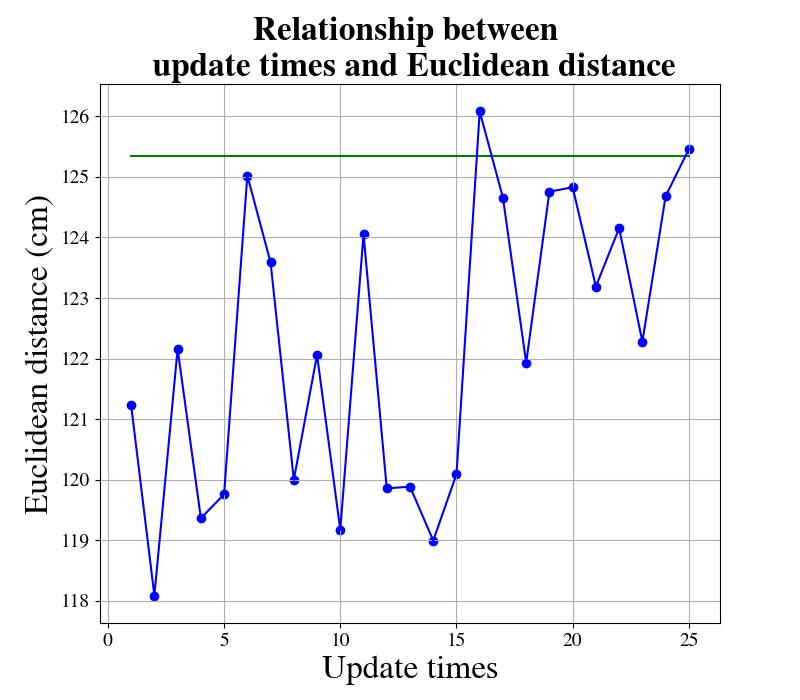 Relationship between
update times and Euclidean distance
Euclidean distance (cm)
126
125
124
123
122
121
120
119
118
0 5 10 15 20 25
Update times